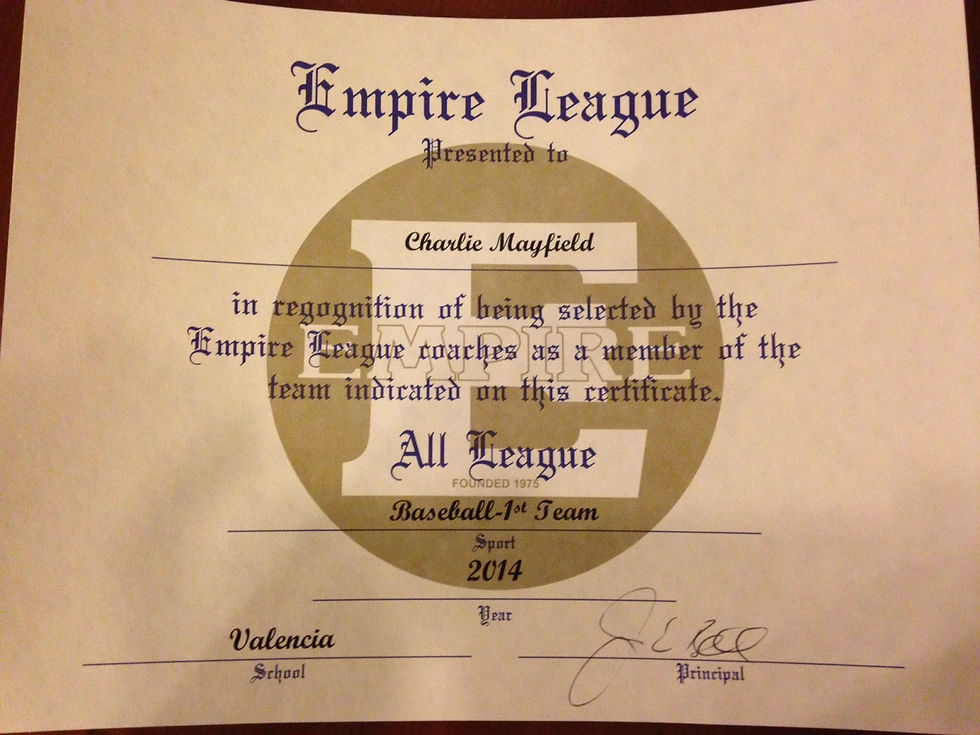 Empire League
Presented to
Charlie Mayfield
in regognition of being selected by the
EMPIRE
Empire League coaches as a member of the
team indicated on this certificate.
All League
FOUNDED 1975
Baseball-1st Team
Sport
2014
Year
Valencia
School
Principal